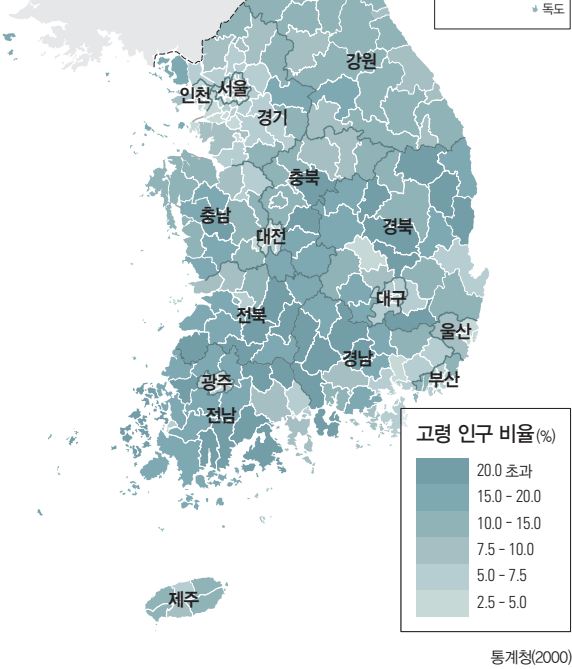 독도
강원
인천
서울
경기
충북
충남
경북
대전
대구
전북
울산
경남
광주
부산
전남
고령 인구 비율(%)
20.0 초과
15.0 - 20.0
10.0 - 15.0
7.5 - 10.0
5.0 - 7.5
2.5 - 5.0
제주
통계청(2000)